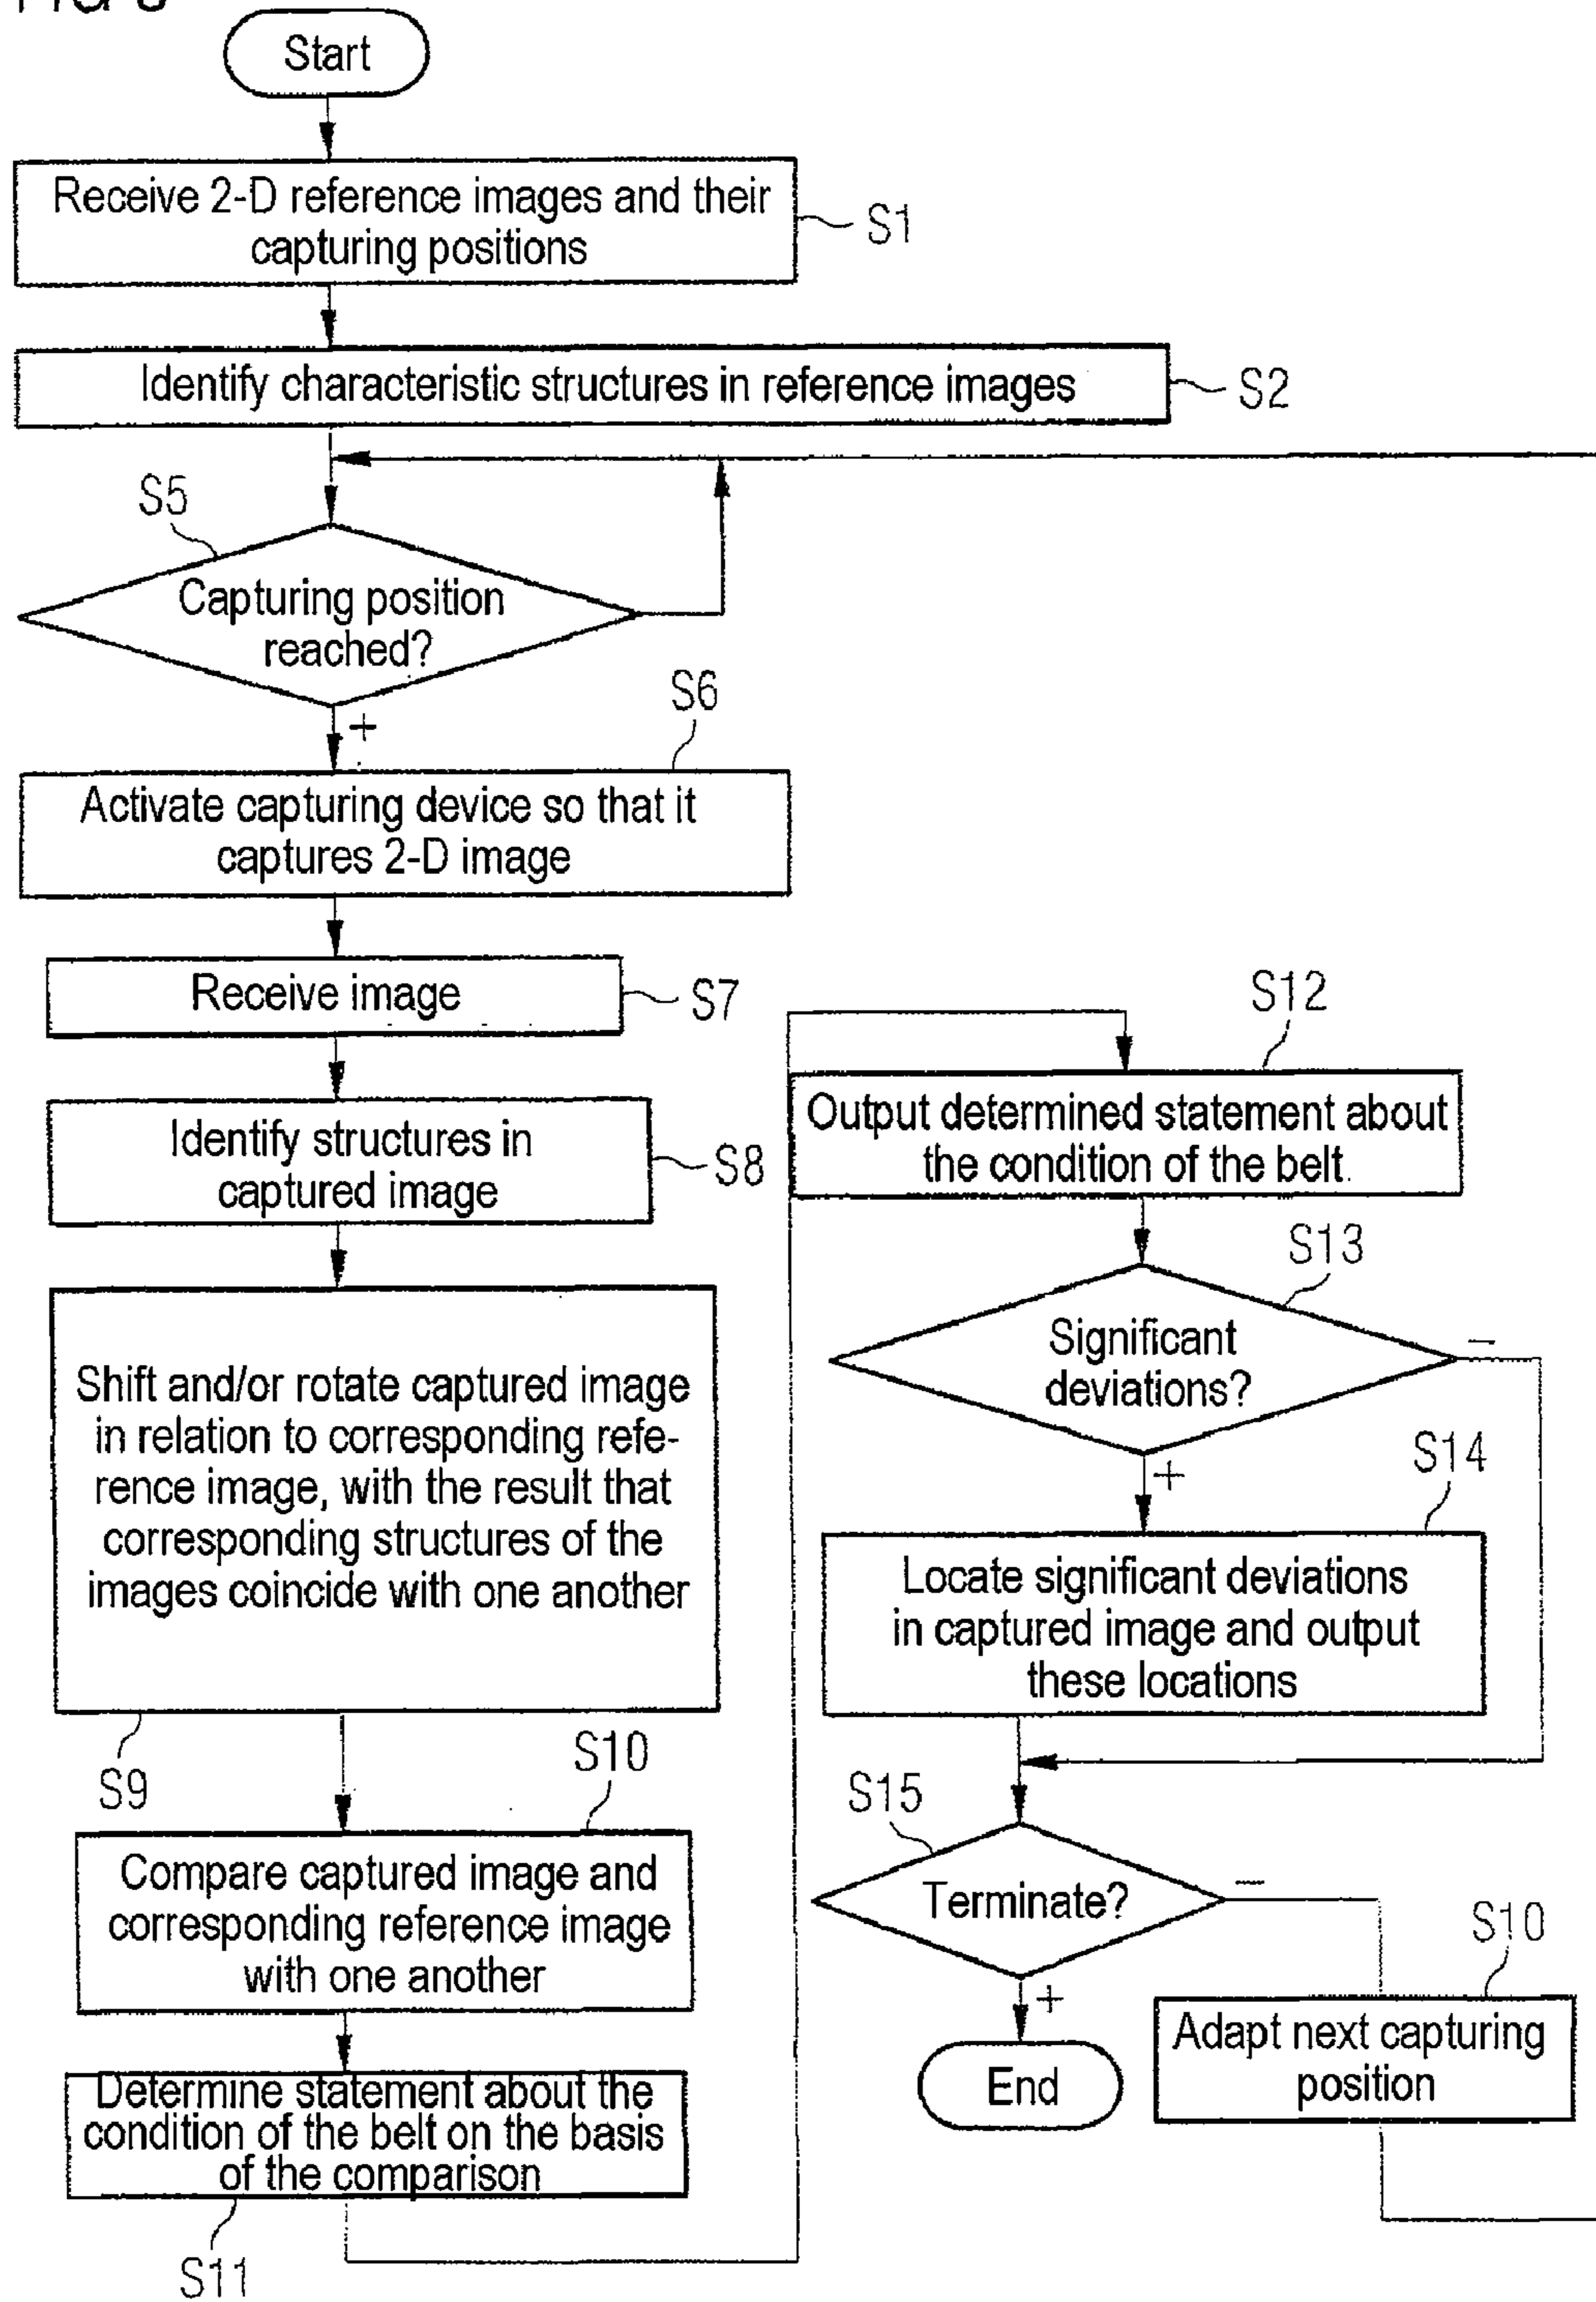 Start
Receive 2-D reference images and their
capturing positions
S1
Identify characteristic structures in reference images
S2
S5
Capturing position
reached?
+
S6
Activate capturing device so that it
captures 2-D image
Receive image
S7
Identify structures in
captured image
S8
Shift and/or rotate captured image
in relation to corresponding refe-
rence image, with the result that
corresponding structures of the
images coincide with one another
S9
S10
Compare captured image and
corresponding reference image
with one another
Determine statement about the
condition of the belt on the basis
of the comparison
S11
S12
Output determined statement about
the condition of the belt
S13
Significant
deviations?
–
+
S14
Locate significant deviations
in captured image and output
these locations
S15
Terminate?
–
+
End
S10
Adapt next capturing
position